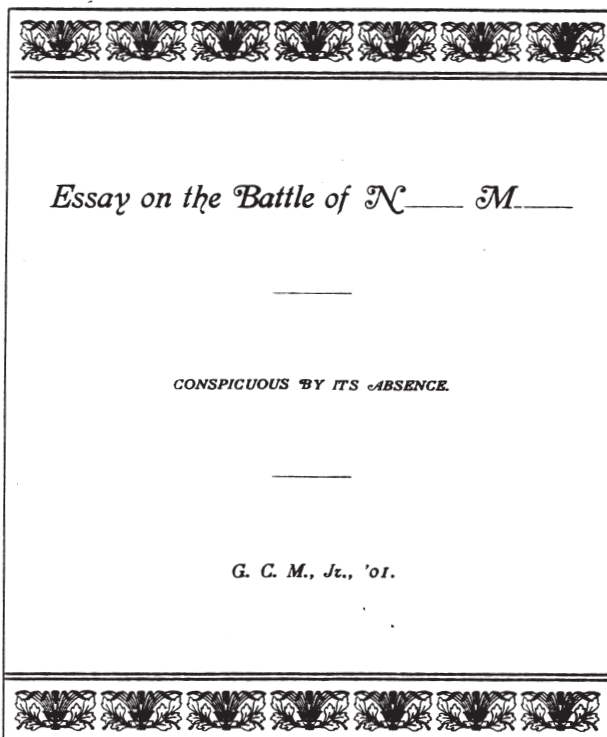 Essay on the Battle of N____ M____
CONSPICUOUS BY ITS ABSENCE.
G. C. M., Jr., '01.